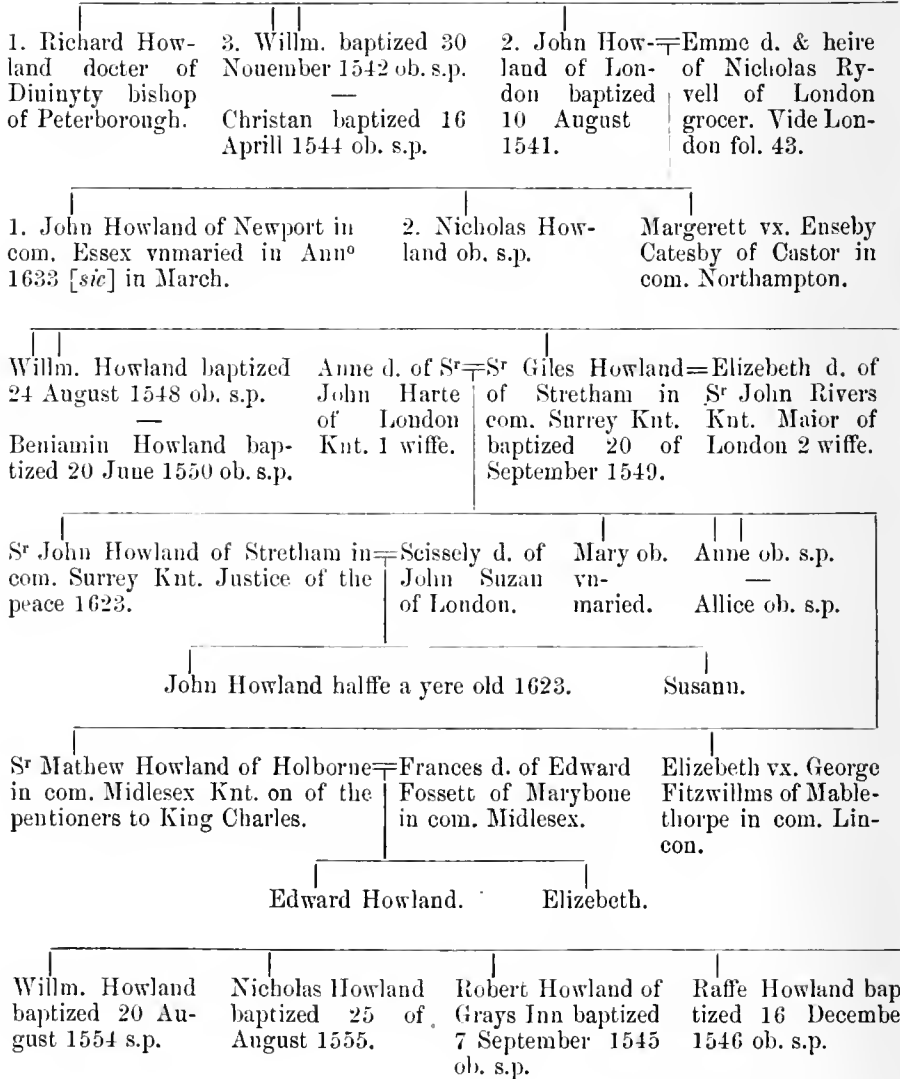 1. Richard How-
land docter of
Diuinyty bishop
of Peterborough.
3. Willm. baptized 30
Nouember 1542 ob. s.p.
—
Christan baptized 16
Aprill 1544 ob. s.p.
2. John How-
land of Lon-
don baptized
10 August
1541.
Emme d. & heire
of Nicholas Ry-
vell of London
grocer. Vide Lon-
don fol. 43.
1. John Howland of Newport in
com. Essex vnmaried in Annº
1633 [sic] in March.
2. Nicholas How-
land ob. s.p.
Margerett vx. Enseby
Catesby of Castor in
com. Northampton.
Willm. Howland baptized
24 August 1548 ob. s.p.
—
Beniamin Howland bap-
tized 20 June 1550 ob. s.p.
Anne d. of Sʳ
John Harte
of London
Knt. 1 wiffe.
Sʳ Giles Howland
of Stretham in
com. Surrey Knt.
baptized 20 of
September 1549.
Elizebeth d. of
Sʳ John Rivers
Knt. Maior of
London 2 wiffe.
Sʳ John Howland of Stretham in
com. Surrey Knt. Justice of the
peace 1623.
Scissely d. of
John Suzan
of London.
Mary ob.
vn-
maried.
Anne ob. s.p.
—
Allice ob. s.p.
John Howland halffe a yere old 1623.
Susann.
Sʳ Mathew Howland of Holborne
in com. Midlesex Knt. on of the
pentioners to King Charles.
Frances d. of Edward
Fossett of Marybone
in com. Midlesex.
Elizebeth vx. George
Fitzwillms of Mable-
thorpe in com. Lin-
con.
Edward Howland.
Elizebeth.
Willm. Howland
baptized 20 Au-
gust 1554 s.p.
Nicholas Howland
baptized 25 of
August 1555.
Robert Howland of
Grays Inn baptized
7 September 1545
ob. s.p.
Raffe Howland bap
tized 16 Decembe
1546 ob. s.p.